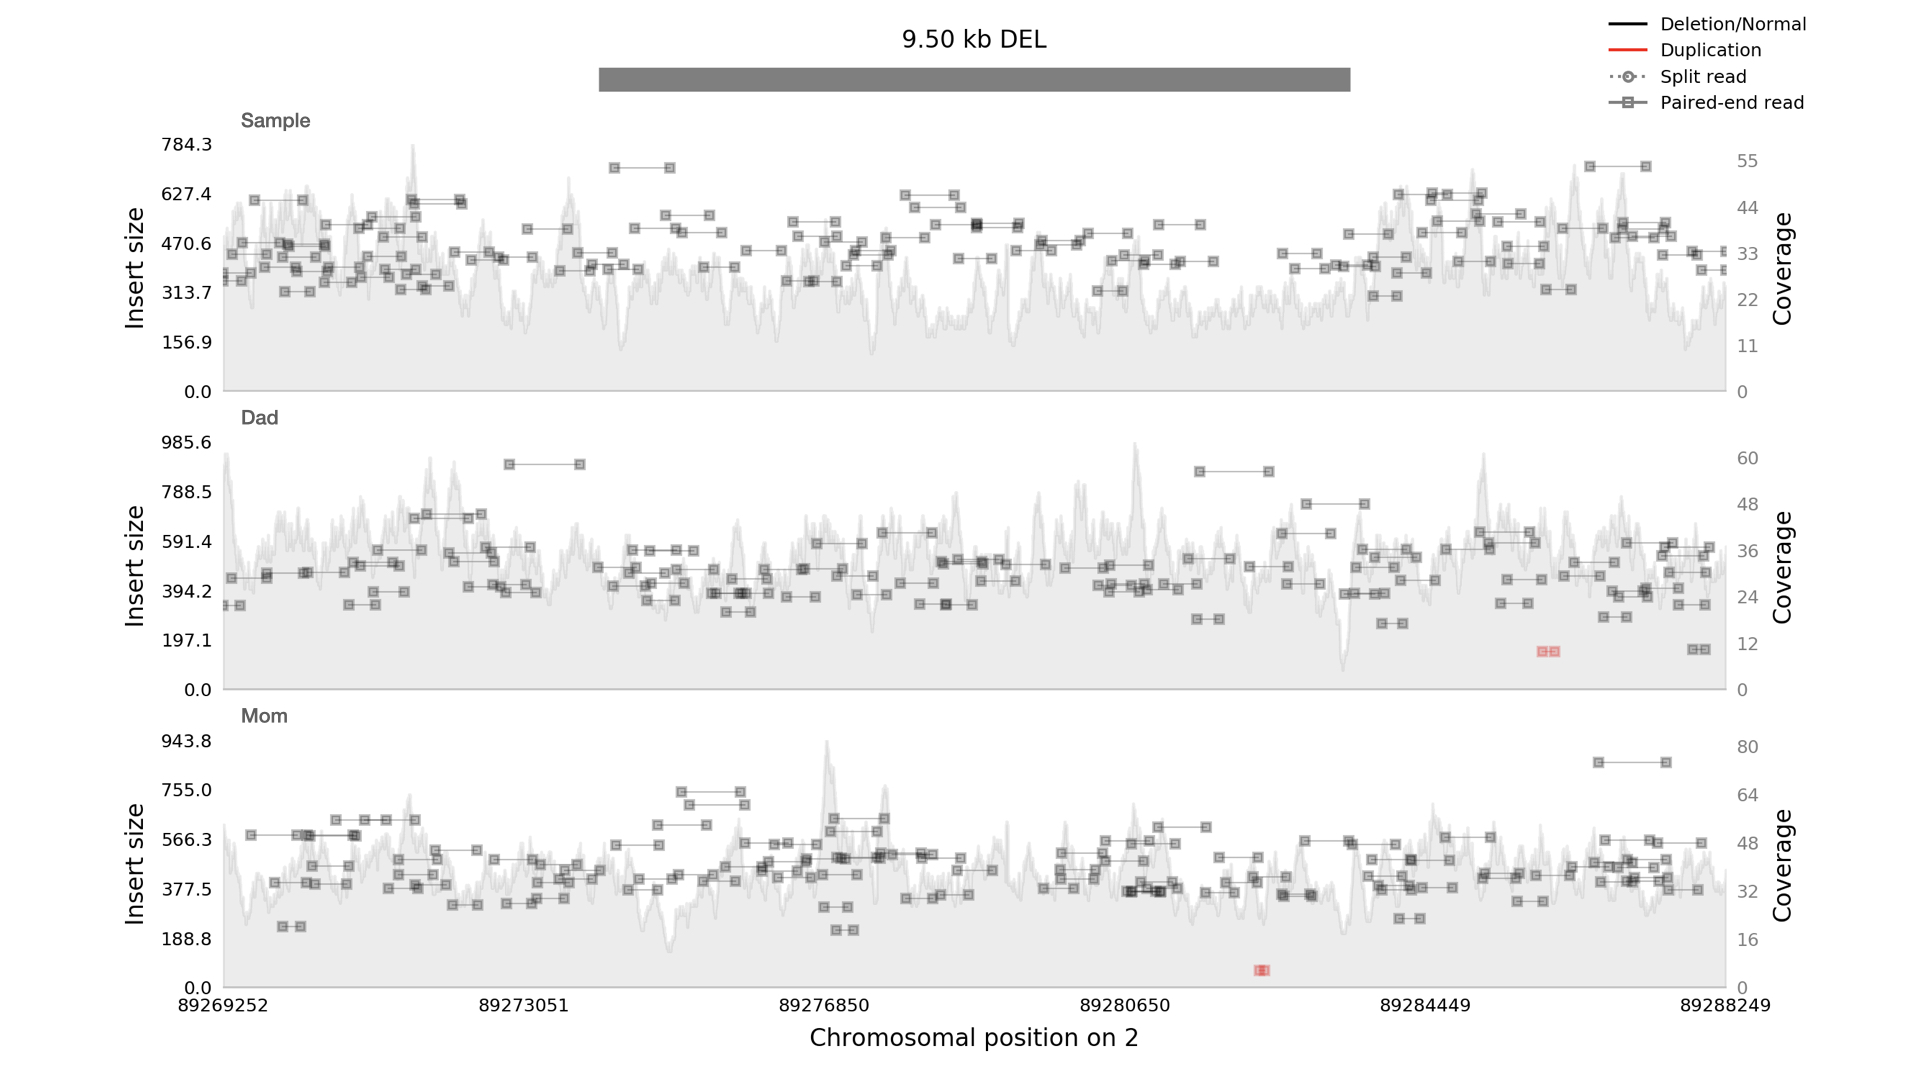 9.50 kb DEL
Deletion/Normal
Duplication
Split read
Paired-end read
Sample
784.3
627.4
470.6
313.7
156.9
0.0
Insert size
55
44
33
22
11
0
Coverage
Dad
985.6
788.5
591.4
394.2
197.1
0.0
Insert size
60
48
36
24
12
0
Coverage
Mom
943.8
755.0
566.3
377.5
188.8
0.0
Insert size
80
64
48
32
16
0
Coverage
89269252 89273051 89276850 89280650 89284449 89288249
Chromosomal position on 2